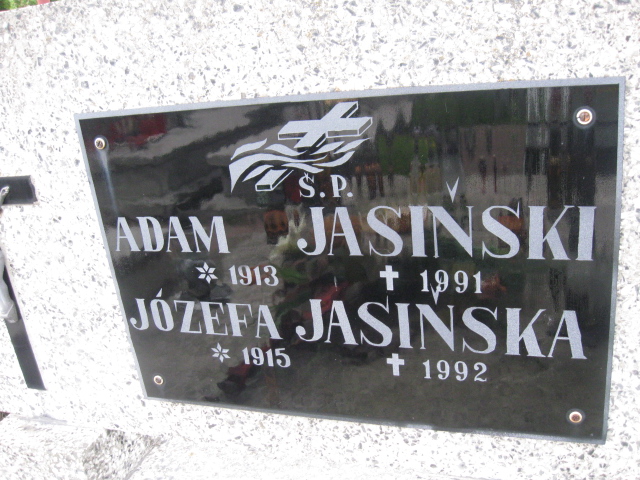 Ś.P.
ADAM JASIŃSKI
* 1913 ✝ 1991
JÓZEFA JASIŃSKA
* 1915 ✝ 1992